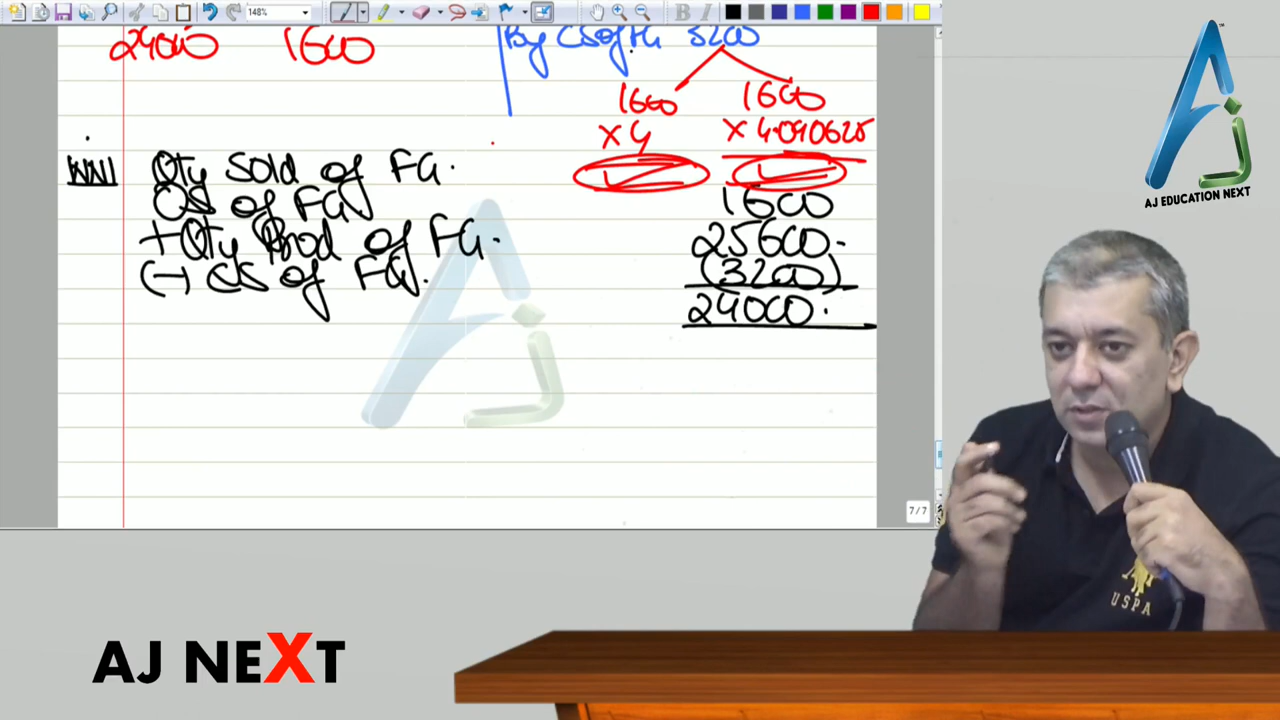 148%
B I
24000 1600
By CS of FG 3200
1600 1600
×4 ×4.090625
WN1 Qty Sold of FG.
OS of FG 1600
+Qty Prod of FG. 25600.
(-) CS of FG. (3200)
24000.
7/7
AJ EDUCATION NEXT
USPA
AJ NEXT